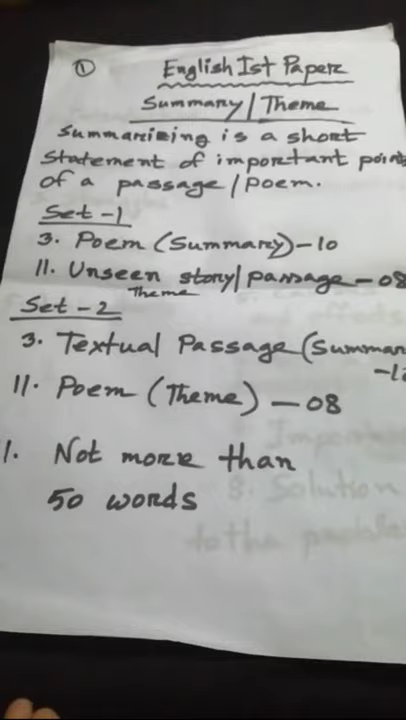 ①
English Ist Paper
Summary/Theme
Summarizing is a short
Statement of important points
of a passage/poem.
Set-1
3. Poem (Summary)-10
11. Unseen story/passage-08
Theme
Set-2
3. Textual Passage (Summar
11. Poem (Theme) -08
1. Not more than
50 words